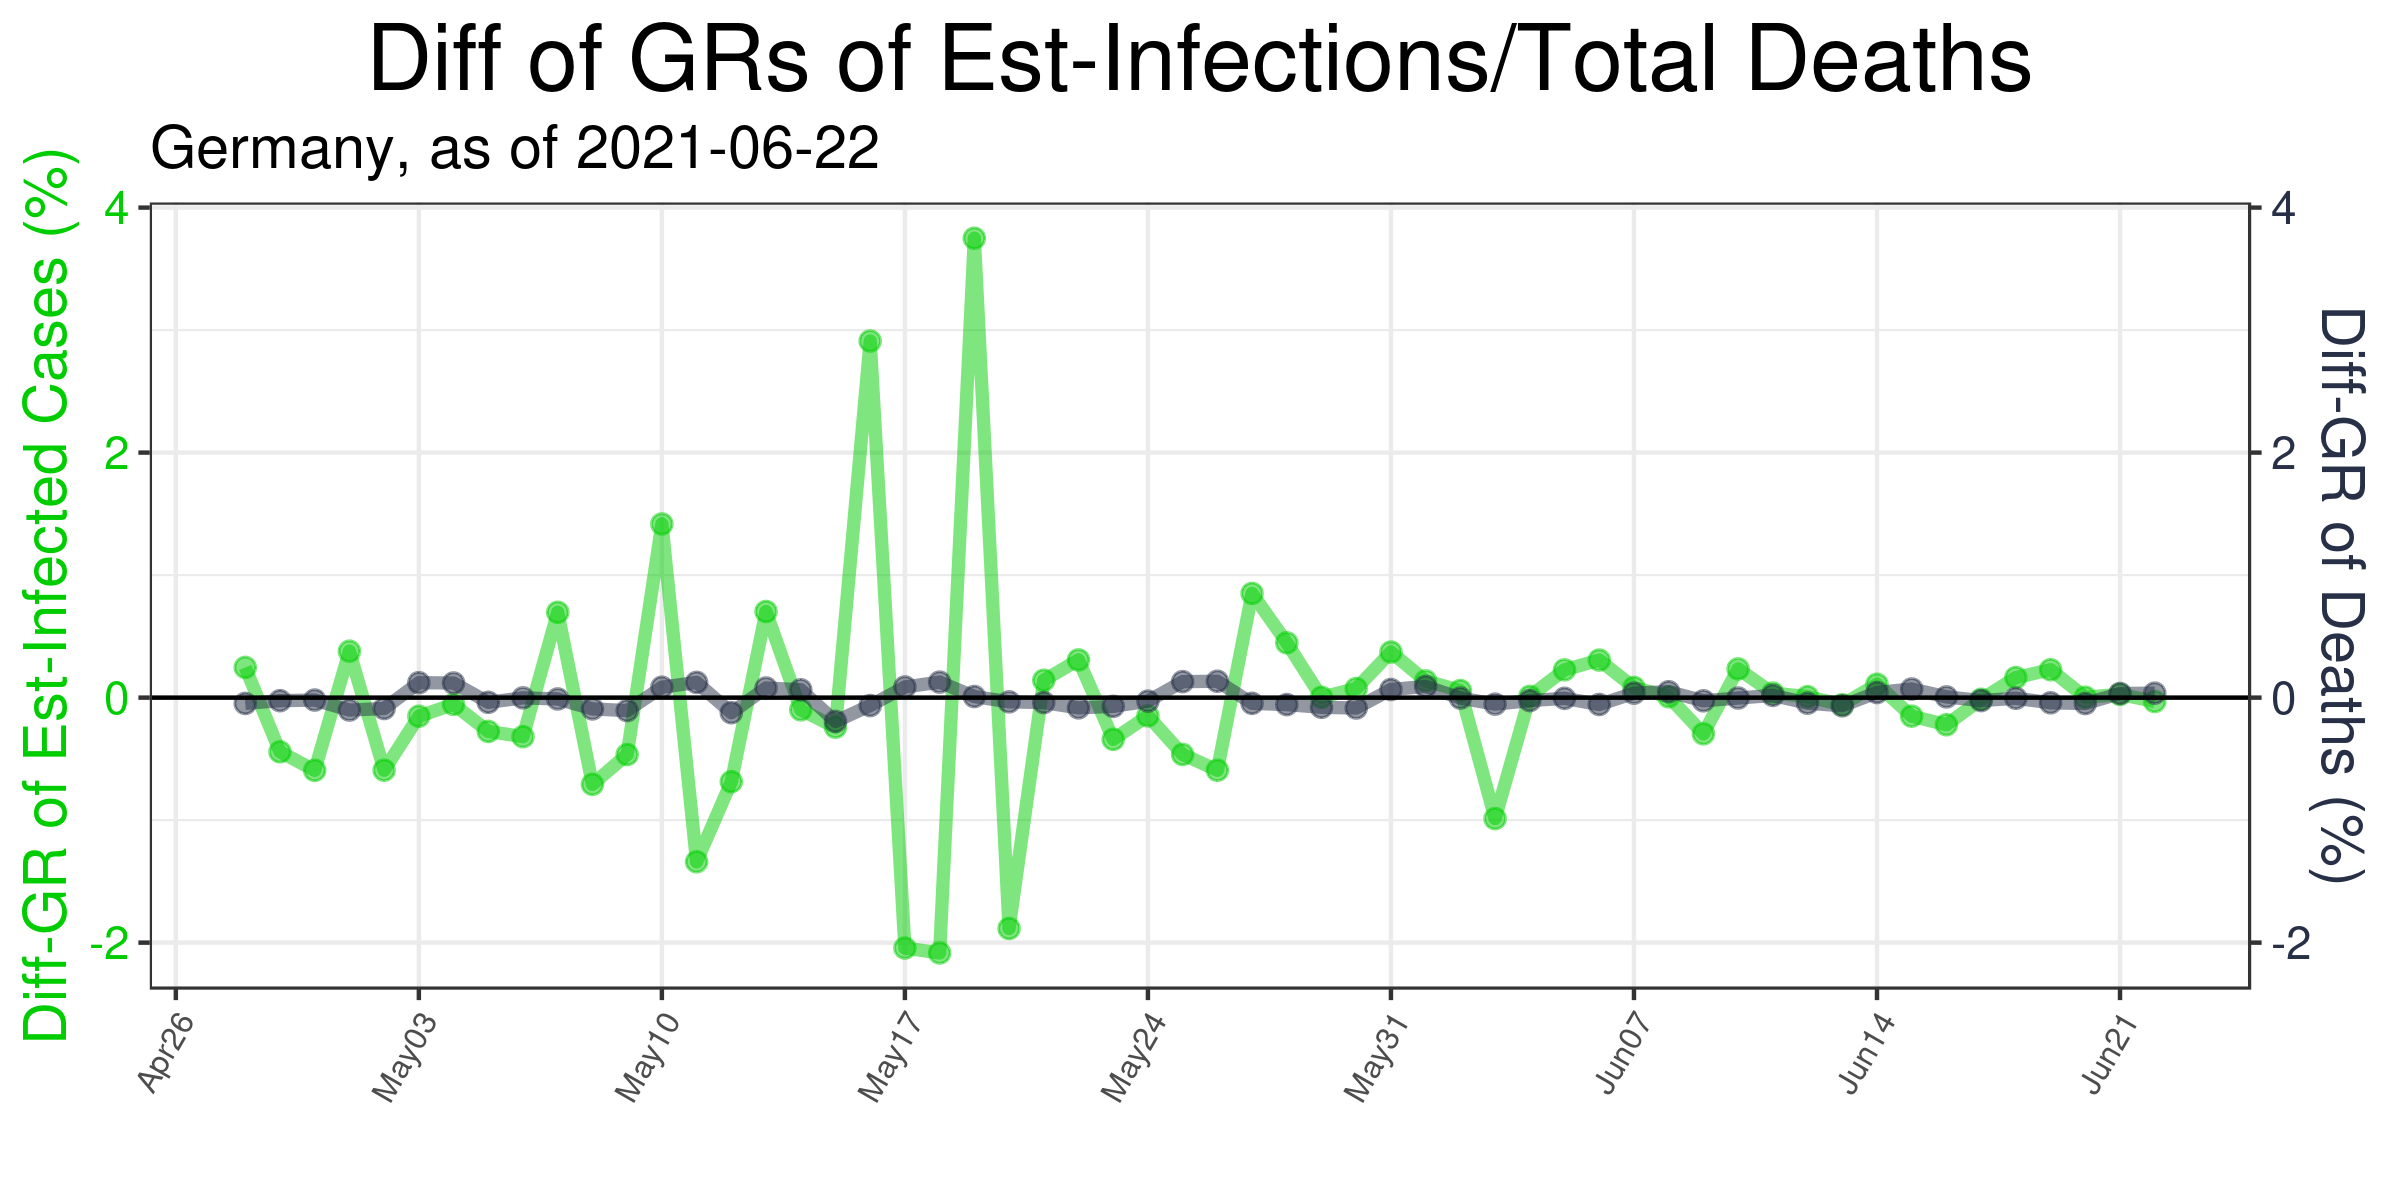 Diff of GRs of Est-Infections/Total Deaths
Germany, as of 2021-06-22
Diff-GR of Est-Infected Cases (%)
4
2
0
-2
4
2
0
-2
Diff-GR of Deaths (%)
Apr26
May03
May10
May17
May24
May31
Jun07
Jun14
Jun21